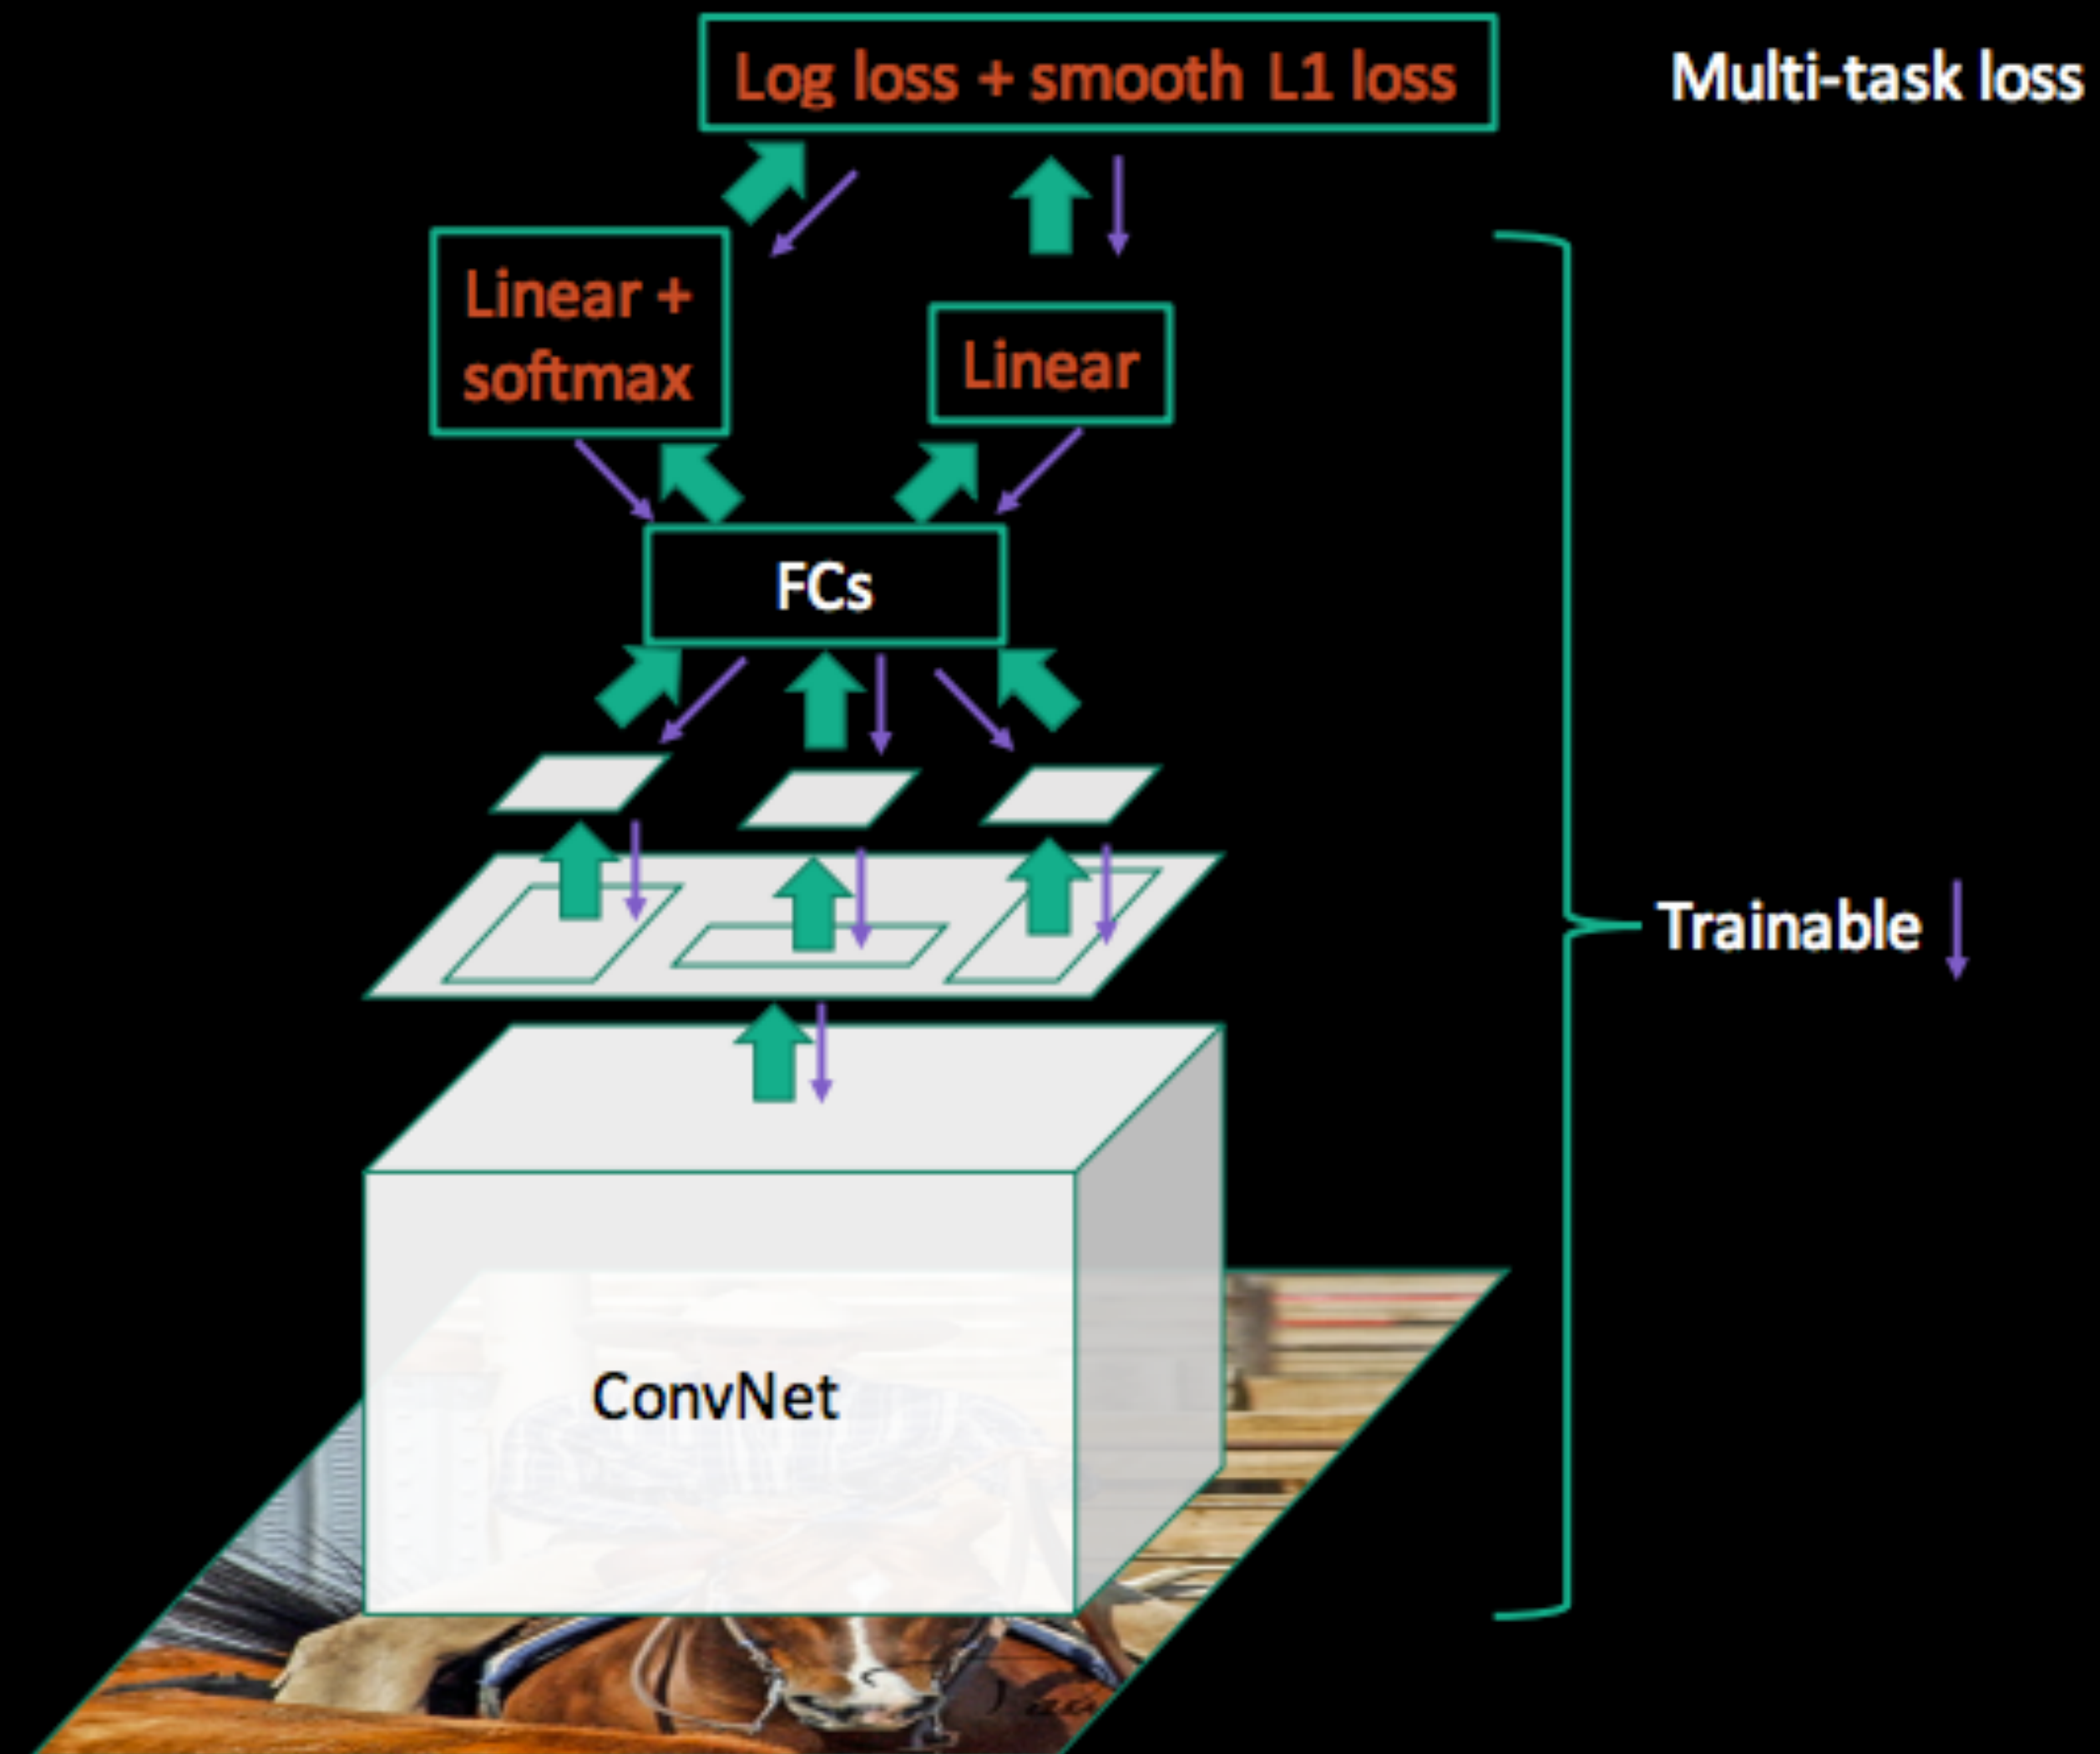 Log loss + smooth L1 loss
Multi-task loss
Linear +
softmax
Linear
FCs
Trainable
ConvNet